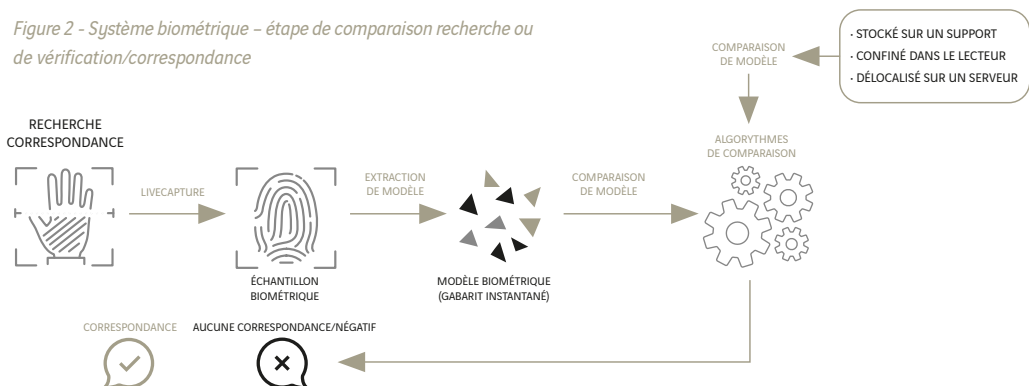 Figure 2 - Système biométrique – étape de comparaison recherche ou
de vérification/correspondance
COMPARAISON
DE MODÈLE
· STOCKÉ SUR UN SUPPORT
· CONFINÉ DANS LE LECTEUR
· DÉLOCALISÉ SUR UN SERVEUR
RECHERCHE
CORRESPONDANCE
ALGORYTHMES
DE COMPARAISON
LIVECAPTURE
EXTRACTION
DE MODÈLE
COMPARAISON
DE MODÈLE
ÉCHANTILLON
BIOMÉTRIQUE
MODÈLE BIOMÉTRIQUE
(GABARIT INSTANTANÉ)
CORRESPONDANCE
AUCUNE CORRESPONDANCE/NÉGATIF